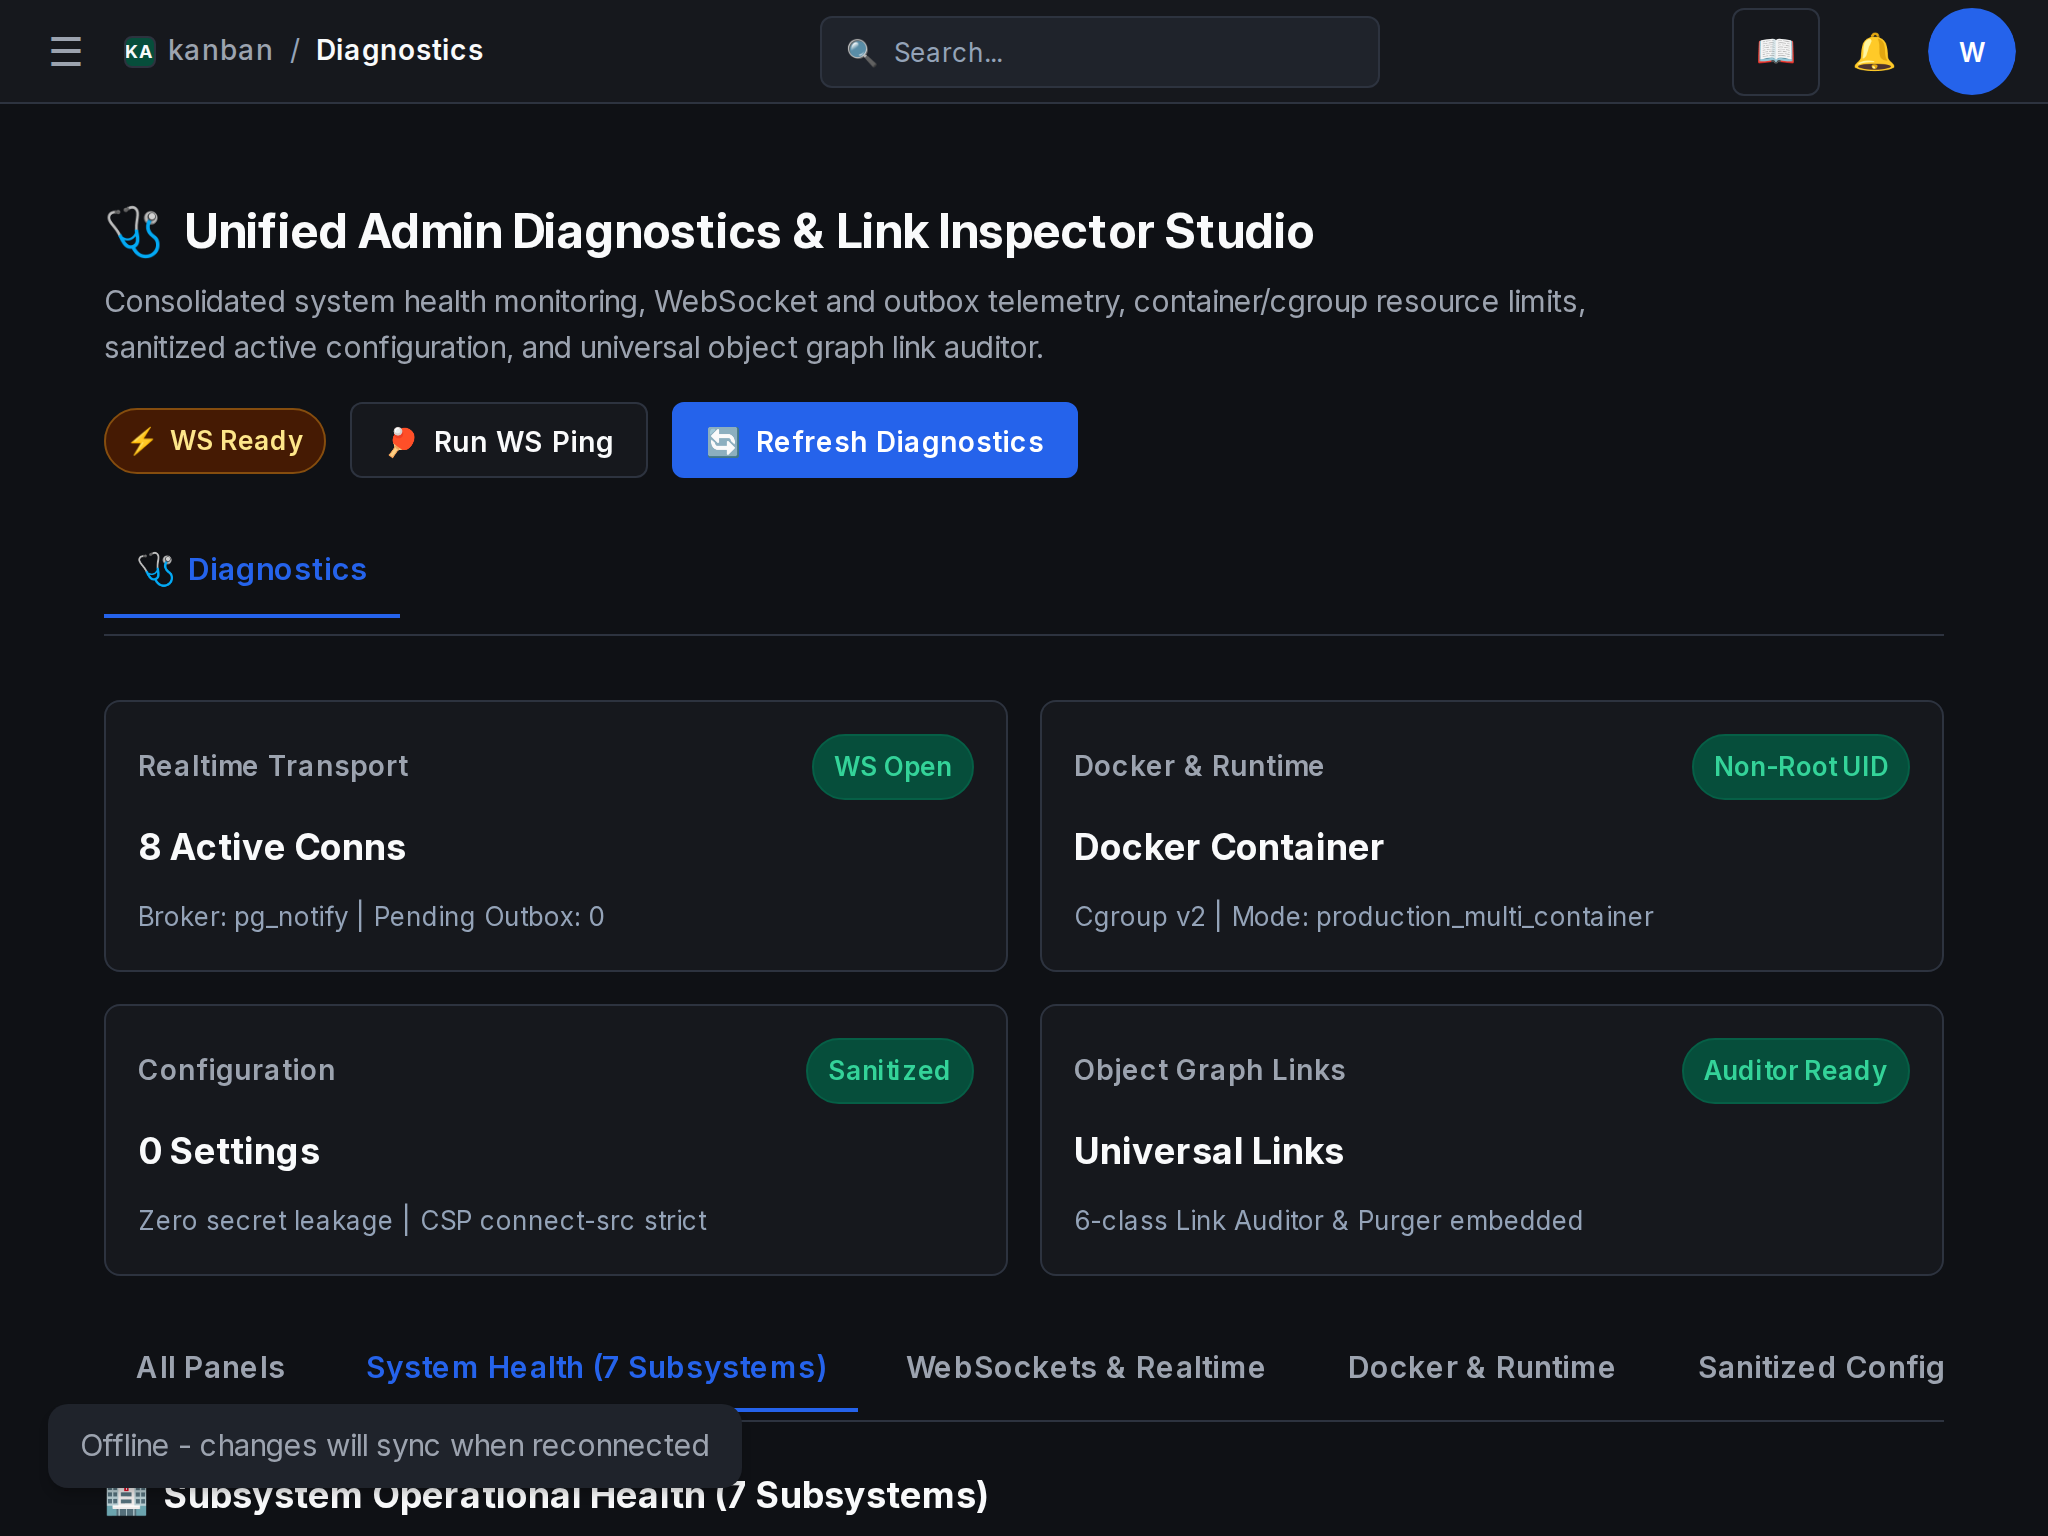 KA kanban / Diagnostics
Search...
W
Unified Admin Diagnostics & Link Inspector Studio
Consolidated system health monitoring, WebSocket and outbox telemetry, container/cgroup resource limits,
sanitized active configuration, and universal object graph link auditor.
WS Ready
Run WS Ping
Refresh Diagnostics
Diagnostics
Realtime Transport
WS Open
8 Active Conns
Broker: pg_notify | Pending Outbox: 0
Docker & Runtime
Non-Root UID
Docker Container
Cgroup v2 | Mode: production_multi_container
Configuration
Sanitized
0 Settings
Zero secret leakage | CSP connect-src strict
Object Graph Links
Auditor Ready
Universal Links
6-class Link Auditor & Purger embedded
All Panels
System Health (7 Subsystems)
WebSockets & Realtime
Docker & Runtime
Sanitized Config
Offline - changes will sync when reconnected
Subsystem Operational Health (7 Subsystems)